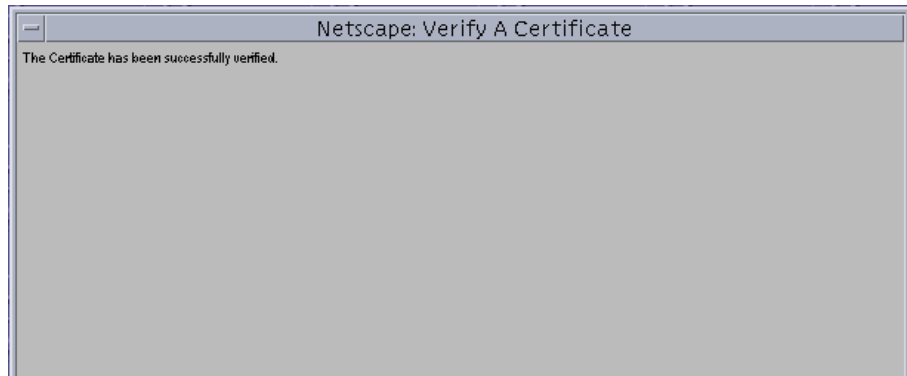 Netscape: Verify A Certificate
The Certificate has been successfully verified.